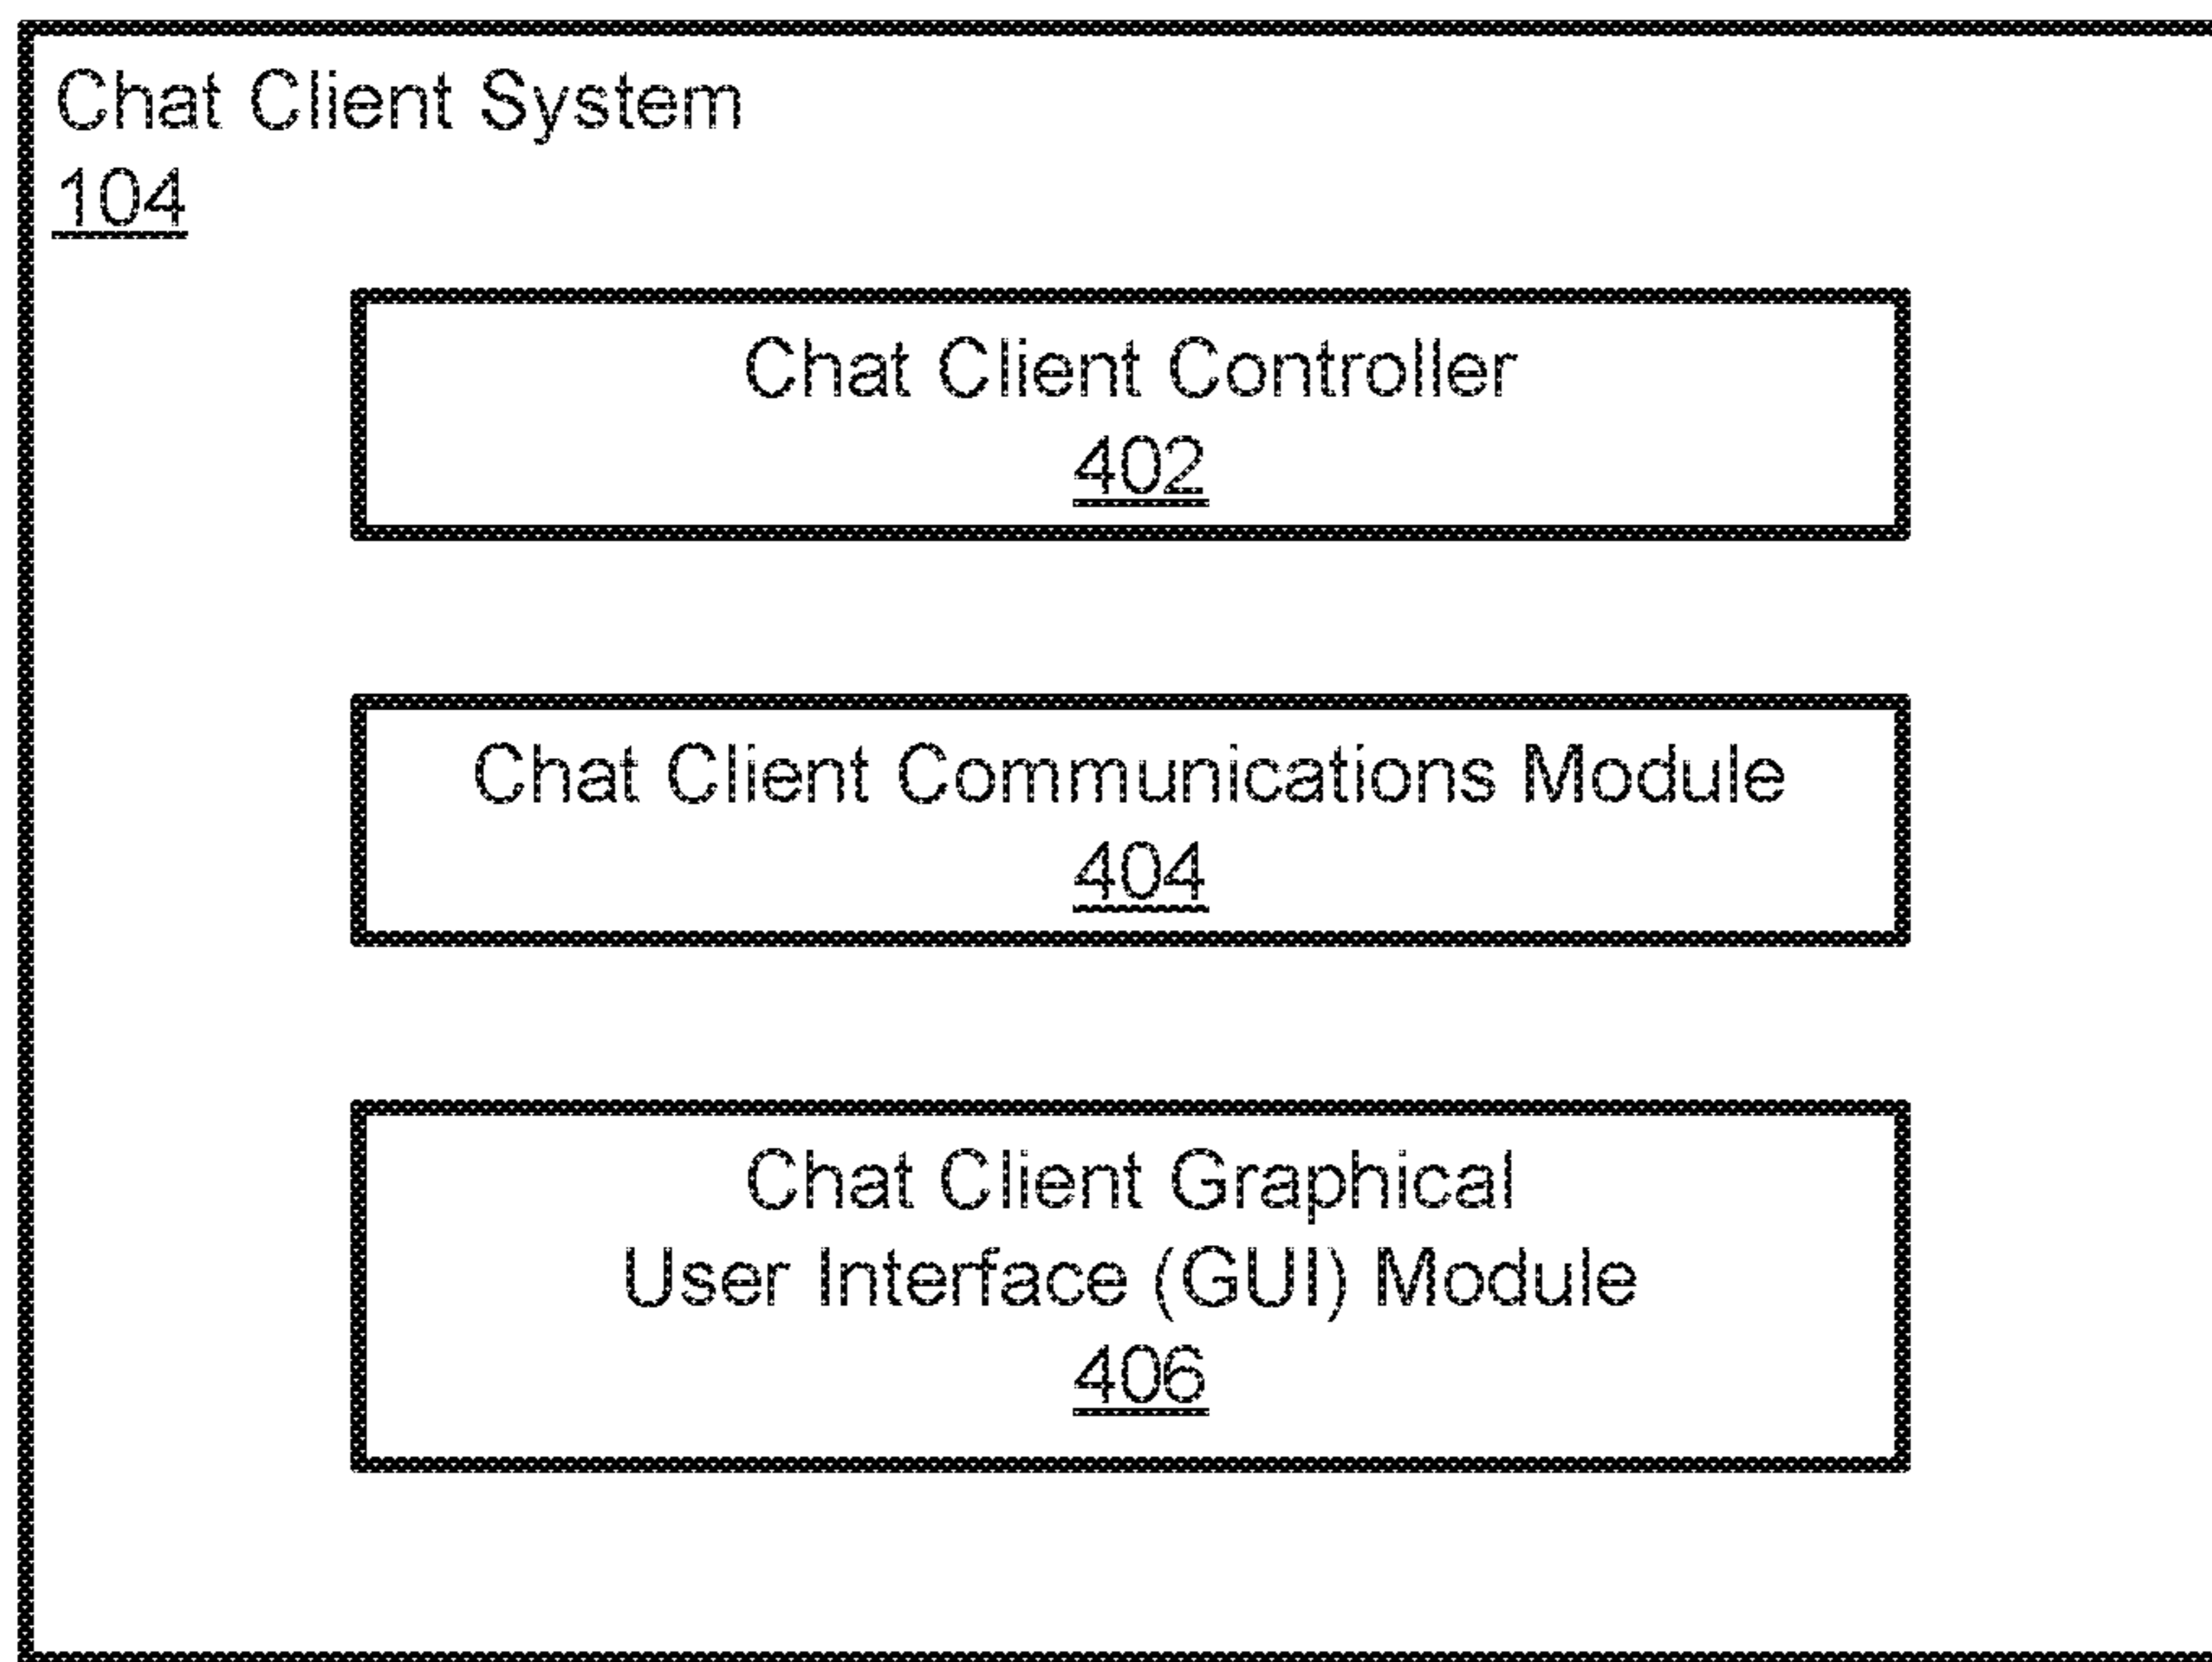 Chat Client System
104
Chat Client Controller
402
Chat Client Communications Module
404
Chat Client Graphical
User Interface (GUI) Module
406